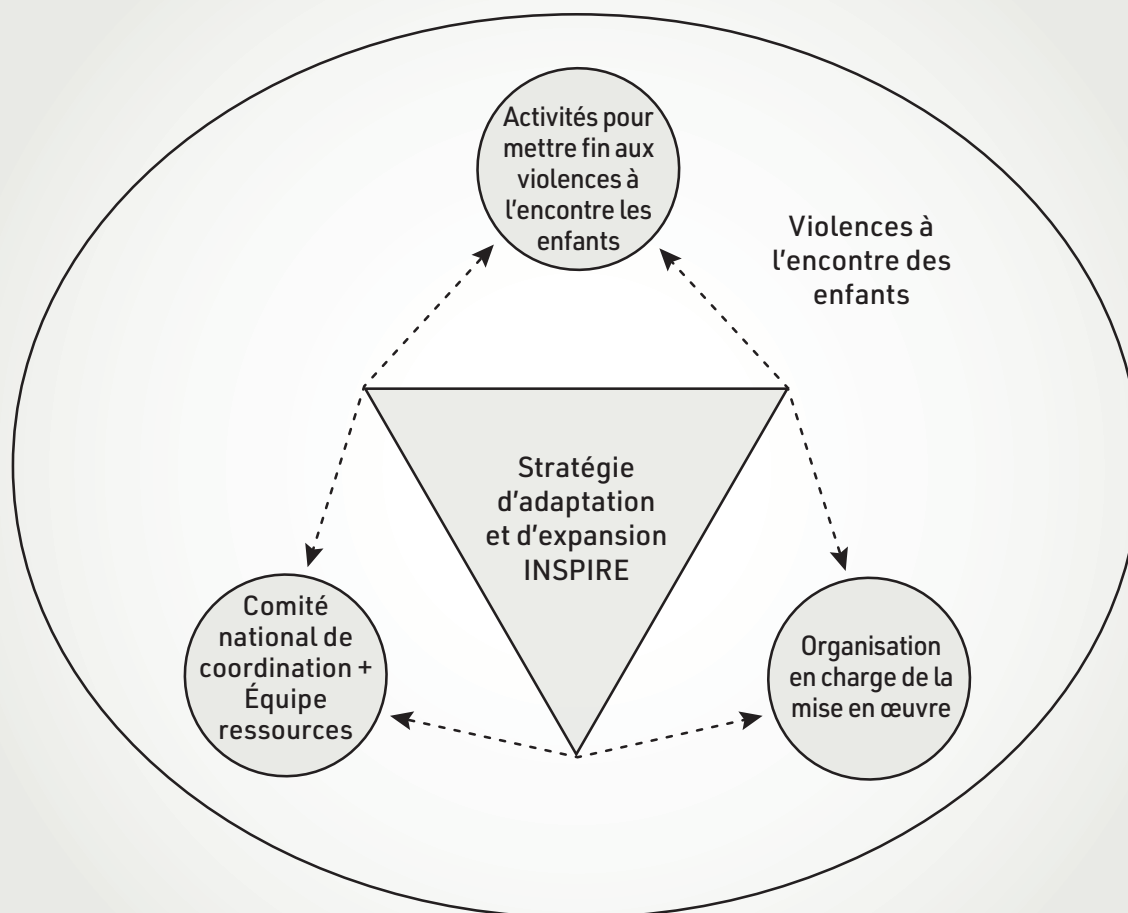 Activités pour
mettre fin aux
violences à
l'encontre les
enfants
Violences à
l'encontre des
enfants
Stratégie
d'adaptation
et d'expansion
INSPIRE
Comité
national de
coordination +
Équipe
ressources
Organisation
en charge de la
mise en œuvre